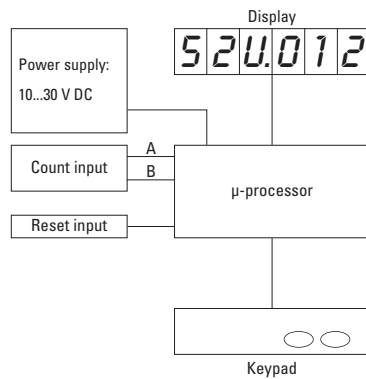 Display
52U.012
Power supply:
10...30 V DC
Count input
A
B
µ-processor
Reset input
Keypad